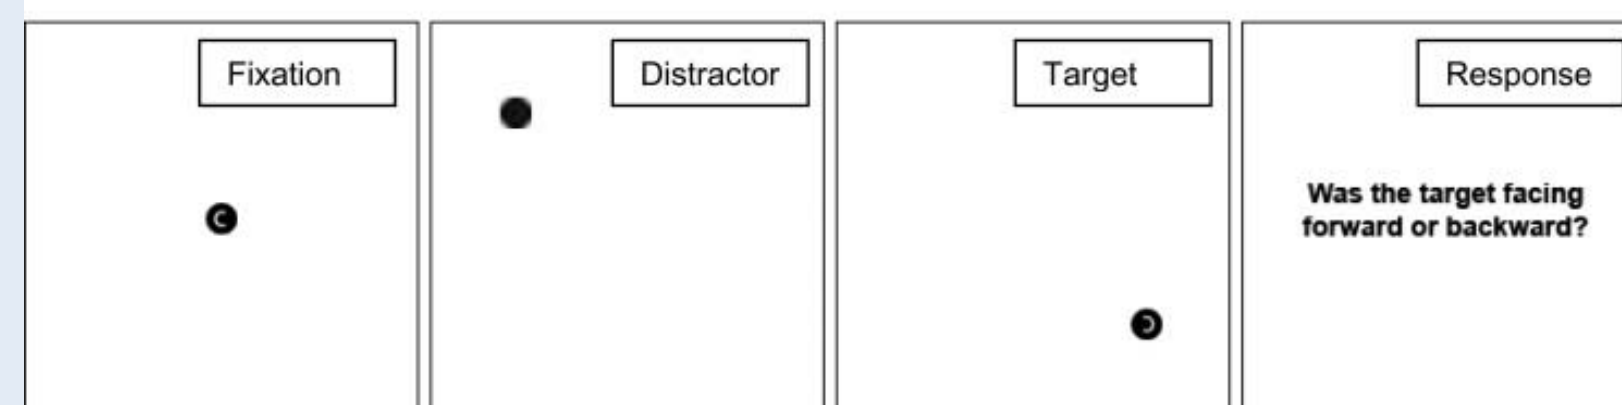 Fixation
Distractor
Target
Response
C
Ɔ
Was the target facing
forward or backward?